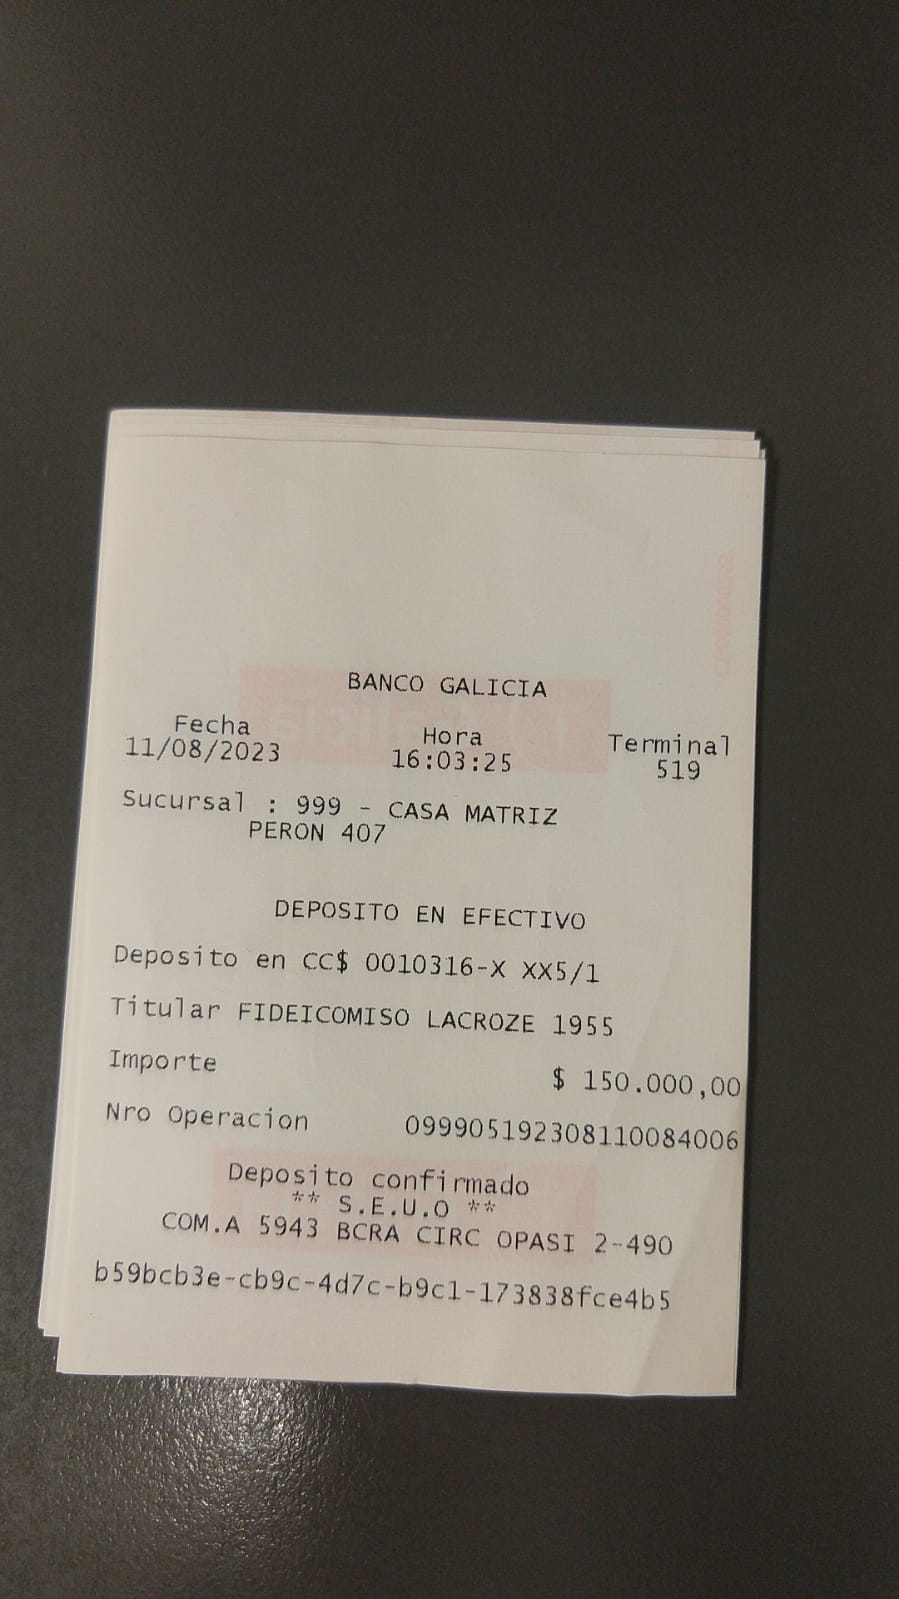 BANCO GALICIA
Fecha Hora Terminal
11/08/2023 16:03:25 519
Sucursal : 999 - CASA MATRIZ
PERON 407
DEPOSITO EN EFECTIVO
Deposito en CC$ 0010316-X XX5/1
Titular FIDEICOMISO LACROZE 1955
Importe $ 150.000,00
Nro Operacion 099905192308110084006
Deposito confirmado
** S.E.U.O **
COM.A 5943 BCRA CIRC OPASI 2-490
b59bcb3e-cb9c-4d7c-b9c1-173838fce4b5